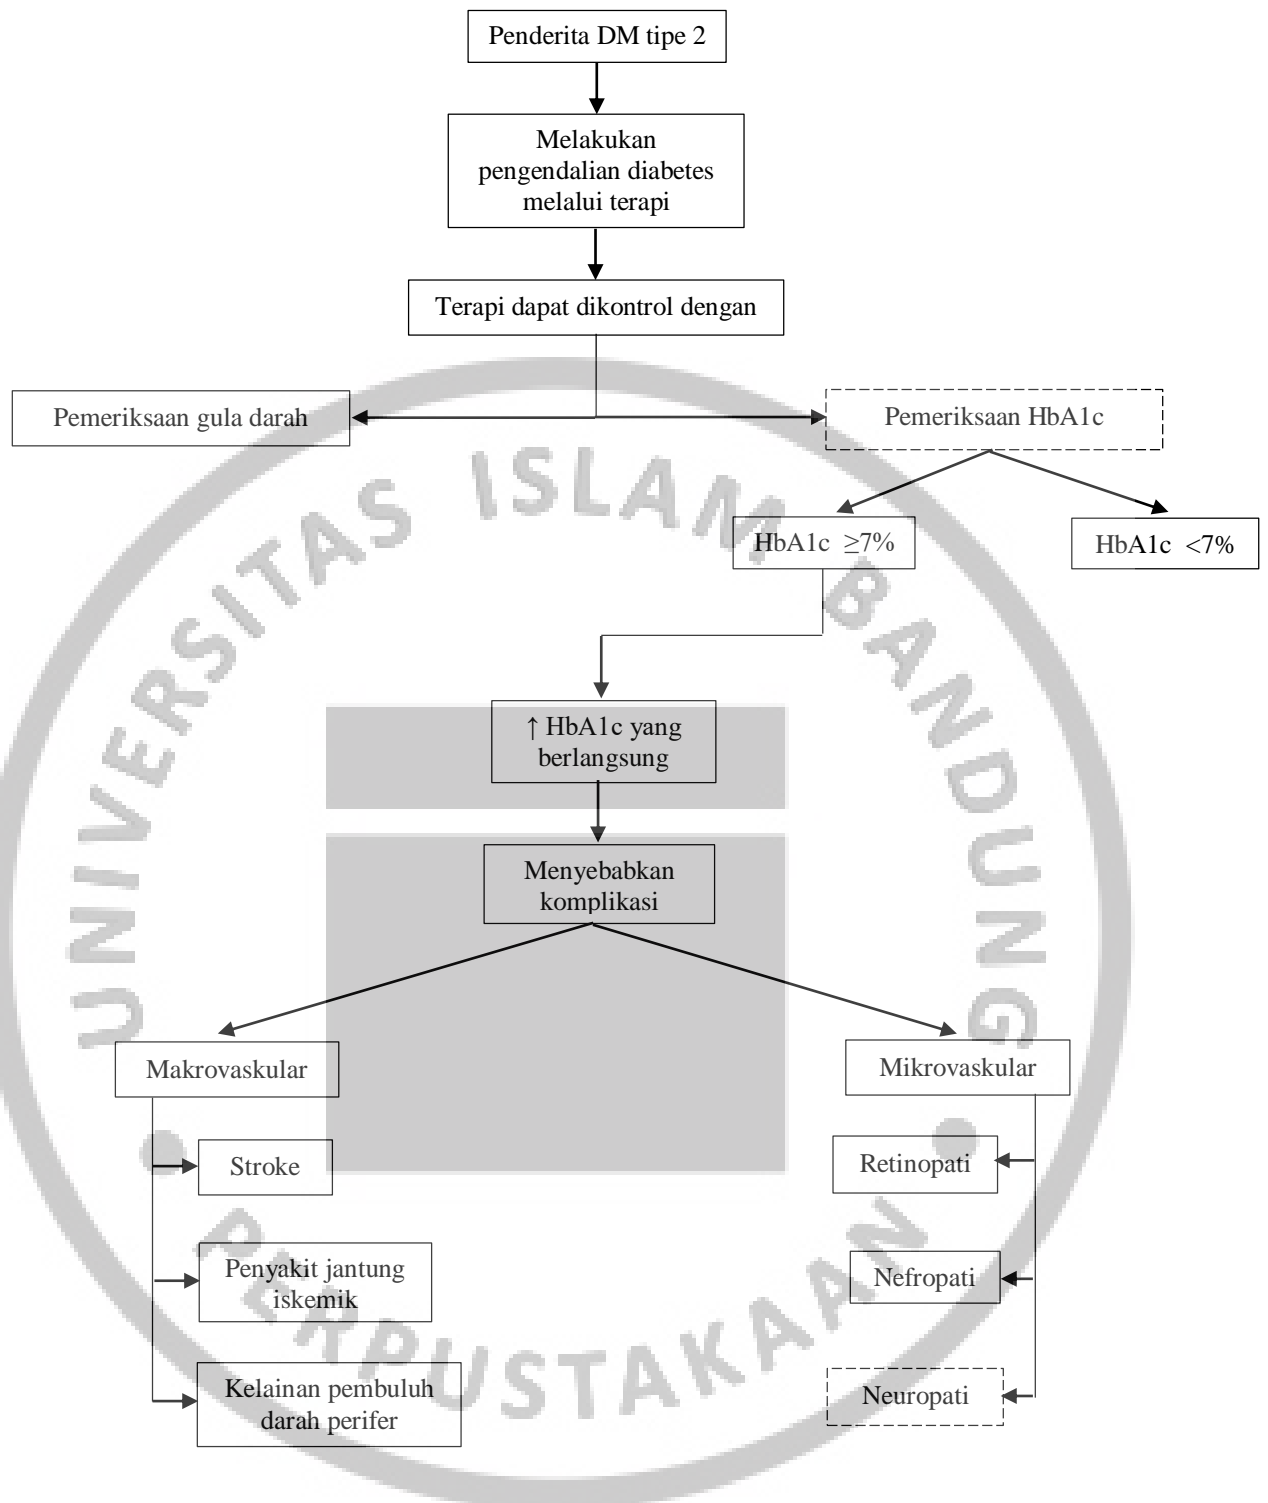 Penderita DM tipe 2
Melakukan
pengendalian diabetes
melalui terapi
Terapi dapat dikontrol dengan
Pemeriksaan gula darah
Pemeriksaan HbA1c
HbA1c ≥7%
HbA1c <7%
↑ HbA1c yang
berlangsung
Menyebabkan
komplikasi
Makrovaskular
Mikrovaskular
Stroke
Retinopati
Penyakit jantung
iskemik
Nefropati
Kelainan pembuluh
darah perifer
Neuropati
UNIVERSITAS ISLAM BANDUNG
PERPUSTAKAAN